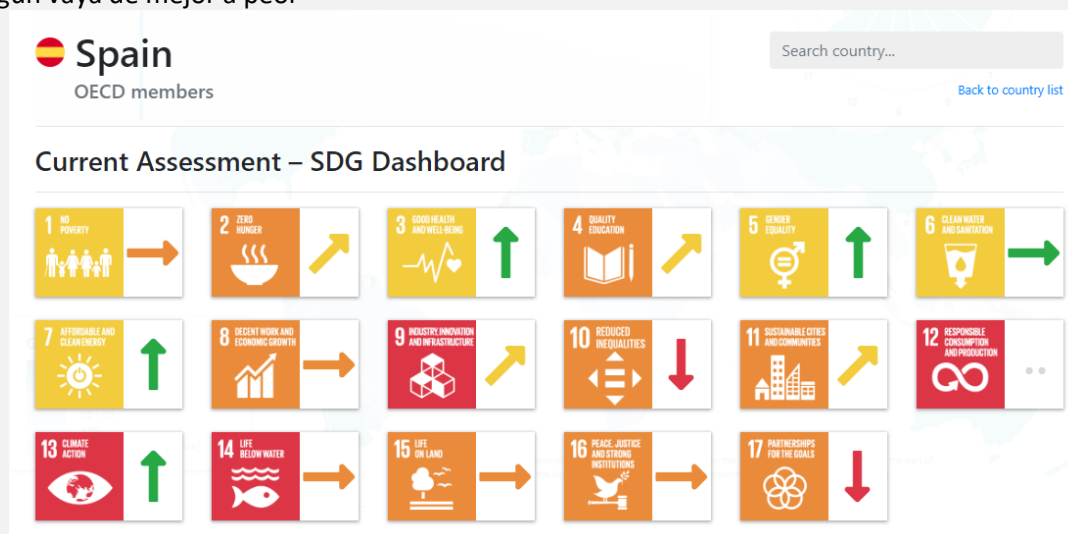 vaya de mejor a peor
Spain
Search country...
OECD members
Back to country list
Current Assessment – SDG Dashboard
1 NO
POVERTY
2 ZERO
HUNGER
3 GOOD HEALTH
AND WELL-BEING
4 QUALITY
EDUCATION
5 GENDER
EQUALITY
6 CLEAN WATER
AND SANITATION
7 AFFORDABLE AND
CLEAN ENERGY
8 DECENT WORK AND
ECONOMIC GROWTH
9 INDUSTRY, INNOVATION
AND INFRASTRUCTURE
10 REDUCED
INEQUALITIES
11 SUSTAINABLE CITIES
AND COMMUNITIES
12 RESPONSIBLE
CONSUMPTION
AND PRODUCTION
13 CLIMATE
ACTION
14 LIFE
BELOW WATER
15 LIFE
ON LAND
16 PEACE, JUSTICE
AND STRONG
INSTITUTIONS
17 PARTNERSHIPS
FOR THE GOALS